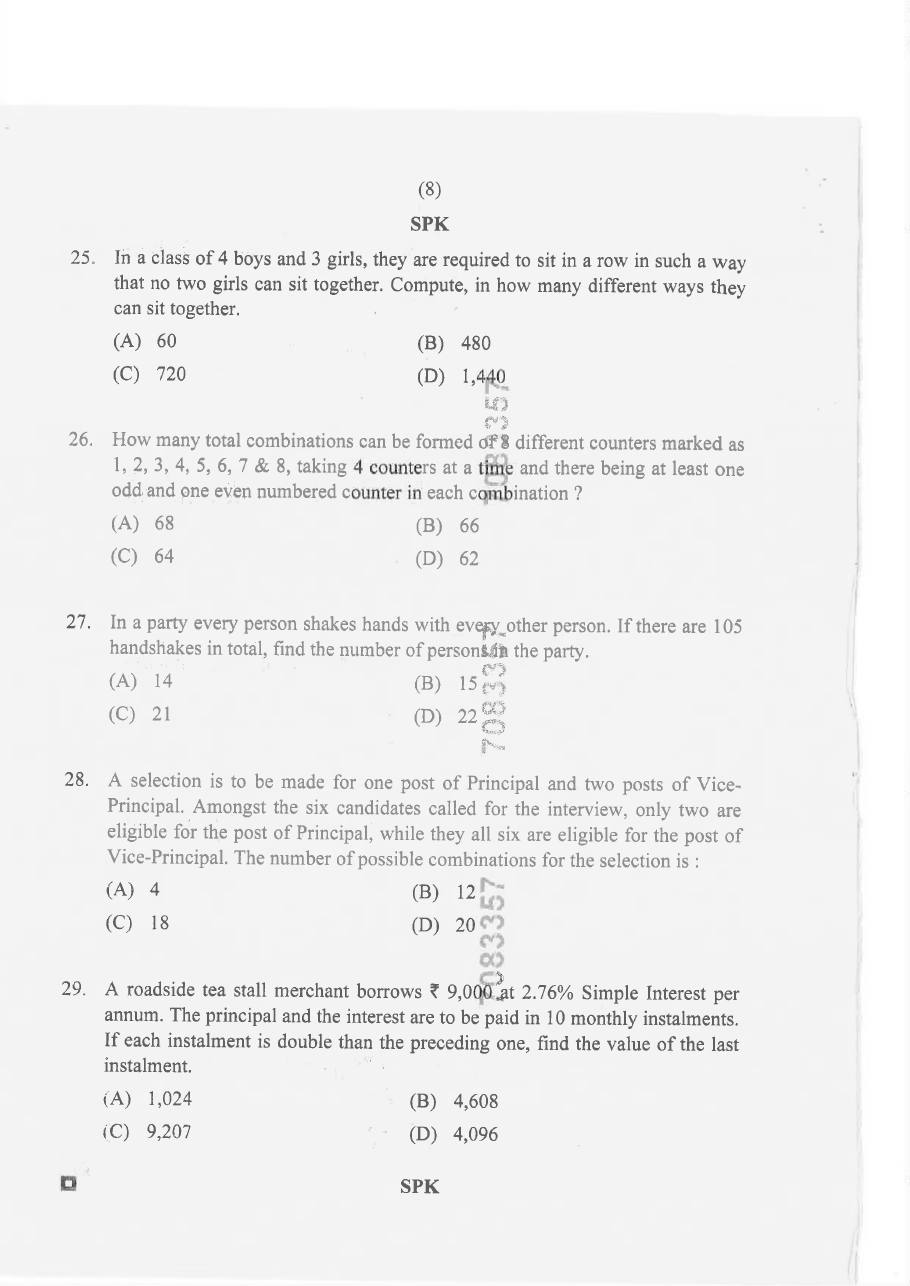 (8)
SPK
25. In a class of 4 boys and 3 girls, they are required to sit in a row in such a way
that no two girls can sit together. Compute, in how many different ways they
can sit together.
(A) 60 (B) 480
(C) 720 (D) 1,440
26. How many total combinations can be formed of 8 different counters marked as
1, 2, 3, 4, 5, 6, 7 & 8, taking 4 counters at a time and there being at least one
odd and one even numbered counter in each combination ?
(A) 68 (B) 66
(C) 64 (D) 62
27. In a party every person shakes hands with every other person. If there are 105
handshakes in total, find the number of persons in the party.
(A) 14 (B) 15
(C) 21 (D) 22
28. A selection is to be made for one post of Principal and two posts of Vice-
Principal. Amongst the six candidates called for the interview, only two are
eligible for the post of Principal, while they all six are eligible for the post of
Vice-Principal. The number of possible combinations for the selection is :
(A) 4 (B) 12
(C) 18 (D) 20
29. A roadside tea stall merchant borrows ₹ 9,000 at 2.76% Simple Interest per
annum. The principal and the interest are to be paid in 10 monthly instalments.
If each instalment is double than the preceding one, find the value of the last
instalment.
(A) 1,024 (B) 4,608
(C) 9,207 (D) 4,096
SPK
7083357
7083357
7083357